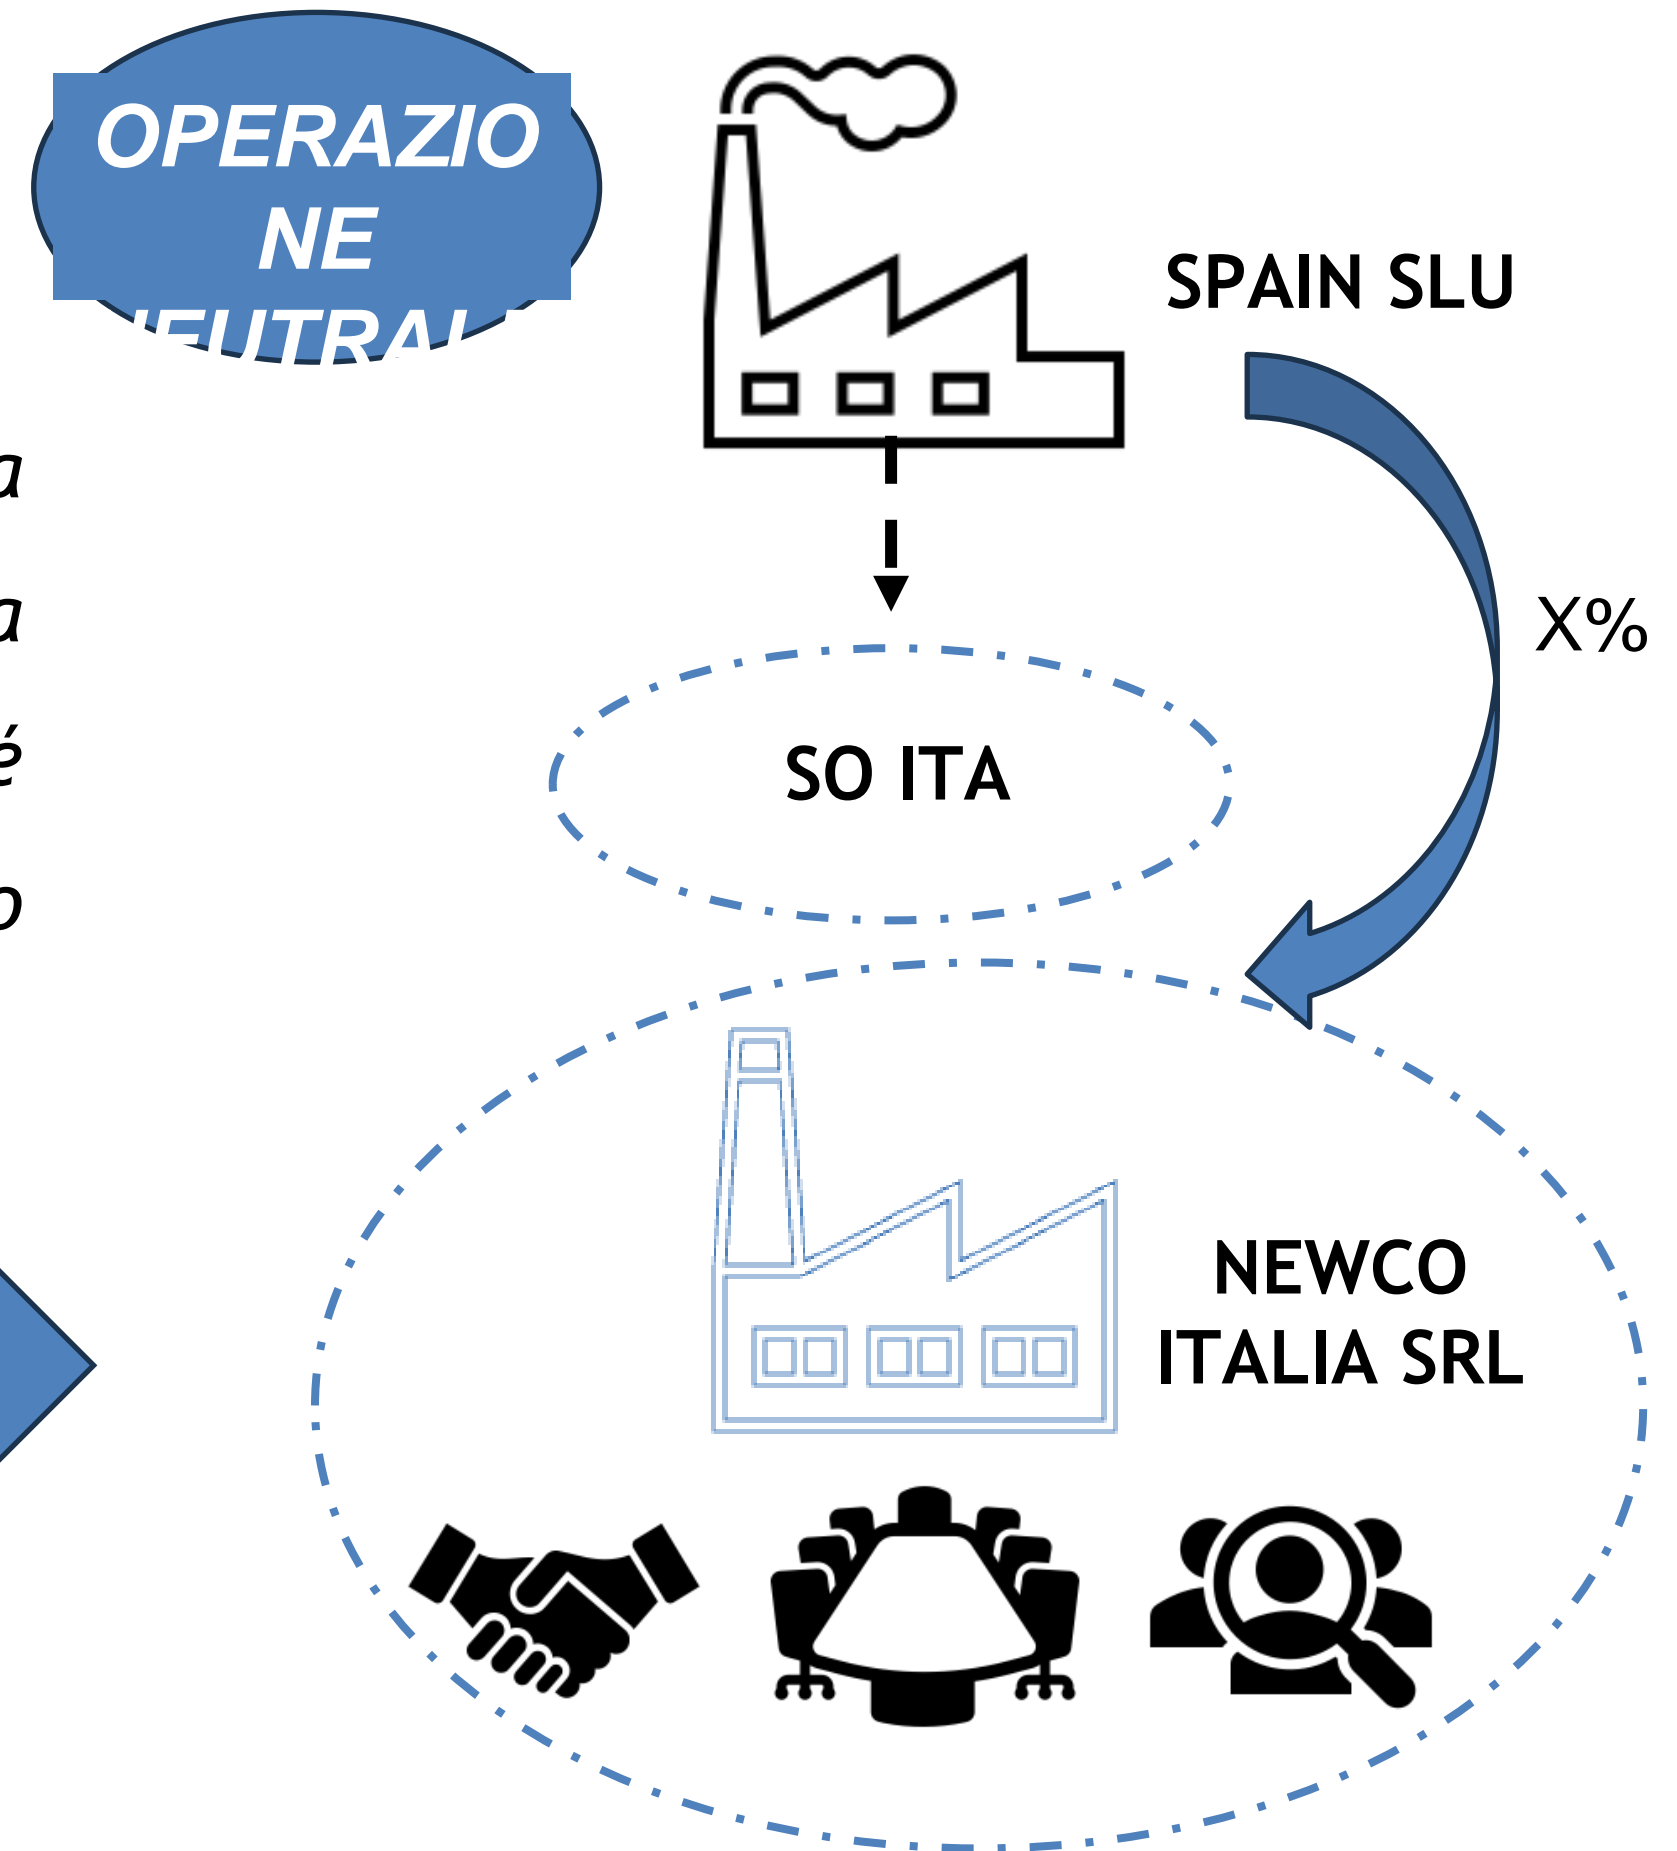 OPERAZIO
NE
SPAIN SLU
a
a
X%
é
SO ITA
o
NEWCO
ITALIA SRL